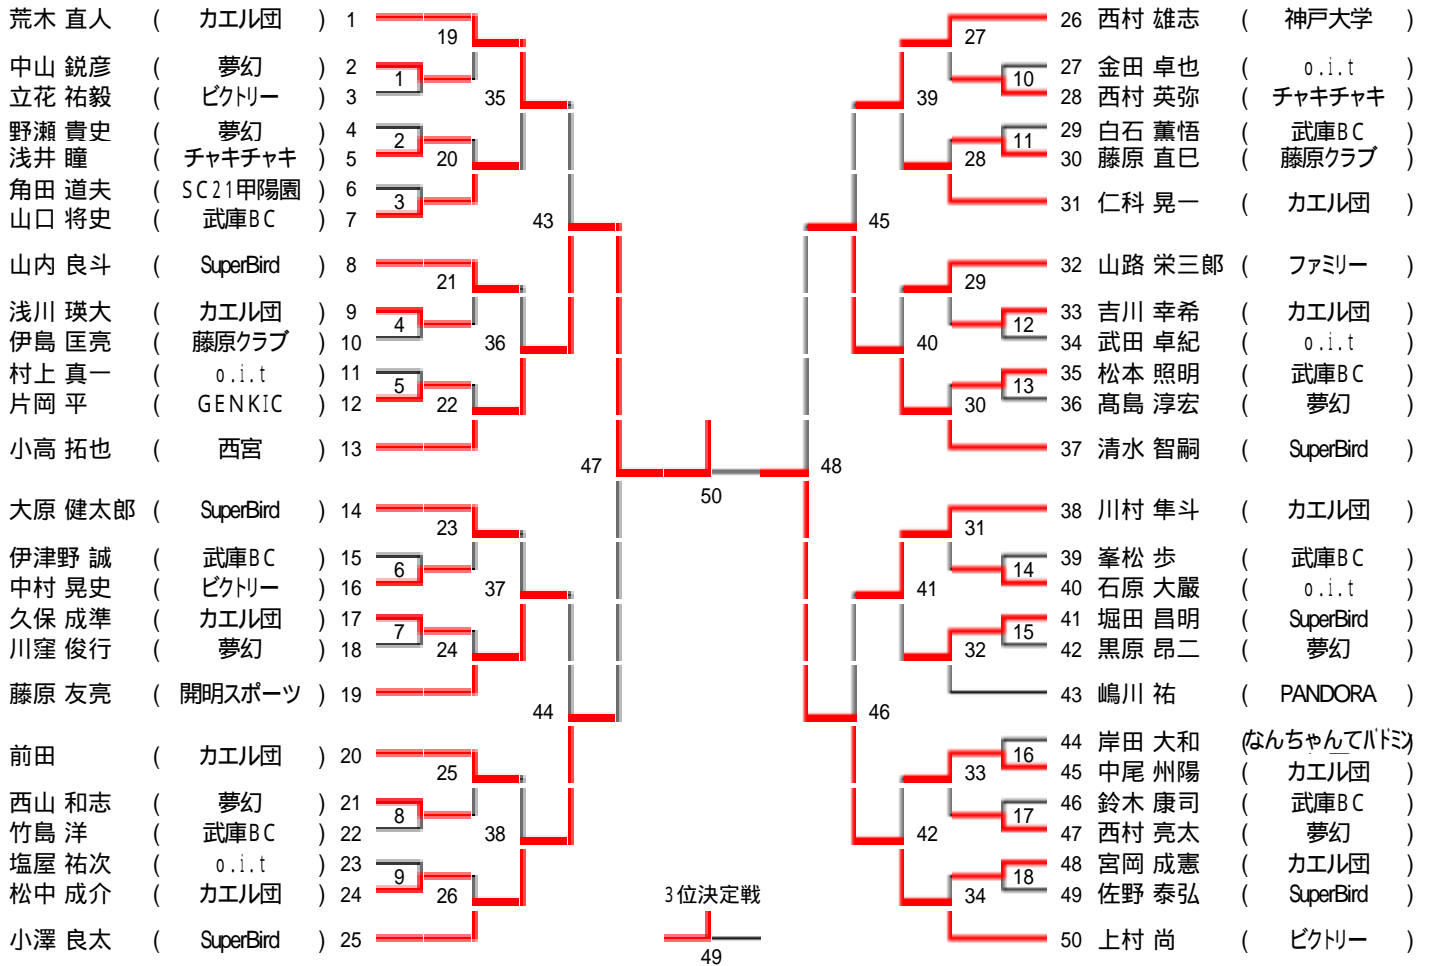 荒木 直人 ( カエル団 ) 1
中山 鋭彦 ( 夢幻 ) 2
立花 祐毅 ( ビクトリー ) 3
野瀬 貴史 ( 夢幻 ) 4
浅井 瞳 ( チャキチャキ ) 5
角田 道夫 ( SC21甲陽園 ) 6
山口 将史 ( 武庫BC ) 7
山内 良斗 ( SuperBird ) 8
浅川 瑛大 ( カエル団 ) 9
伊島 匡亮 ( 藤原クラブ ) 10
村上 真一 ( o.i.t ) 11
片岡 平 ( GENKIC ) 12
小高 拓也 ( 西宮 ) 13
大原 健太郎 ( SuperBird ) 14
伊津野 誠 ( 武庫BC ) 15
中村 晃史 ( ビクトリー ) 16
久保 成準 ( カエル団 ) 17
川窪 俊行 ( 夢幻 ) 18
藤原 友亮 ( 開明スポーツ ) 19
前田 ( カエル団 ) 20
西山 和志 ( 夢幻 ) 21
竹島 洋 ( 武庫BC ) 22
塩屋 祐次 ( o.i.t ) 23
松中 成介 ( カエル団 ) 24
小澤 良太 ( SuperBird ) 25
1
2
3
4
5
6
7
8
9
19
20
21
22
23
24
25
26
35
36
37
38
43
44
47
50
3位決定戦
49
48
45
46
39
40
41
42
27
28
29
30
31
32
33
34
10
11
12
13
14
15
16
17
18
26 西村 雄志 ( 神戸大学 )
27 金田 卓也 ( o.i.t )
28 西村 英弥 ( チャキチャキ )
29 白石 薫悟 ( 武庫BC )
30 藤原 直巳 ( 藤原クラブ )
31 仁科 晃一 ( カエル団 )
32 山路 栄三郎 ( ファミリー )
33 吉川 幸希 ( カエル団 )
34 武田 卓紀 ( o.i.t )
35 松本 照明 ( 武庫BC )
36 髙島 淳宏 ( 夢幻 )
37 清水 智嗣 ( SuperBird )
38 川村 隼斗 ( カエル団 )
39 峯松 歩 ( 武庫BC )
40 石原 大嚴 ( o.i.t )
41 堀田 昌明 ( SuperBird )
42 黒原 昂二 ( 夢幻 )
43 嶋川 祐 ( PANDORA )
44 岸田 大和 (なんちゃってバドミン)
45 中尾 州陽 ( カエル団 )
46 鈴木 康司 ( 武庫BC )
47 西村 亮太 ( 夢幻 )
48 宮岡 成憲 ( カエル団 )
49 佐野 泰弘 ( SuperBird )
50 上村 尚 ( ビクトリー )